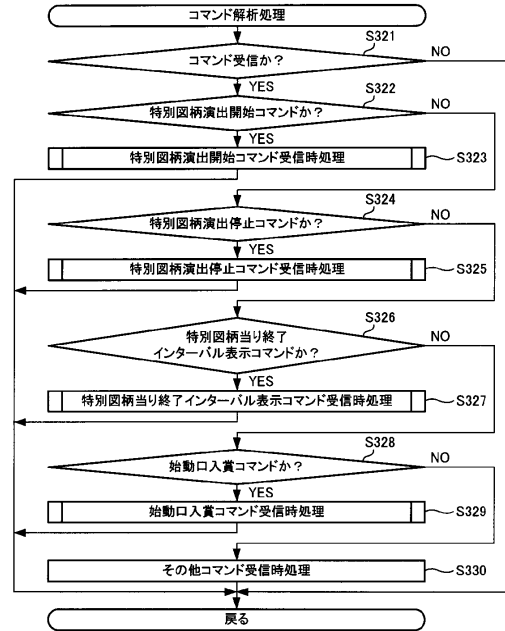 コマンド解析処理
S321
コマンド受信か？
NO
YES
S322
特別図柄演出開始コマンドか？
NO
YES
特別図柄演出開始コマンド受信時処理
S323
S324
特別図柄演出停止コマンドか？
NO
YES
特別図柄演出停止コマンド受信時処理
S325
S326
特別図柄当り終了
インターバル表示コマンドか？
NO
YES
特別図柄当り終了インターバル表示コマンド受信時処理
S327
S328
始動口入賞コマンドか？
NO
YES
始動口入賞コマンド受信時処理
S329
その他コマンド受信時処理
S330
戻る